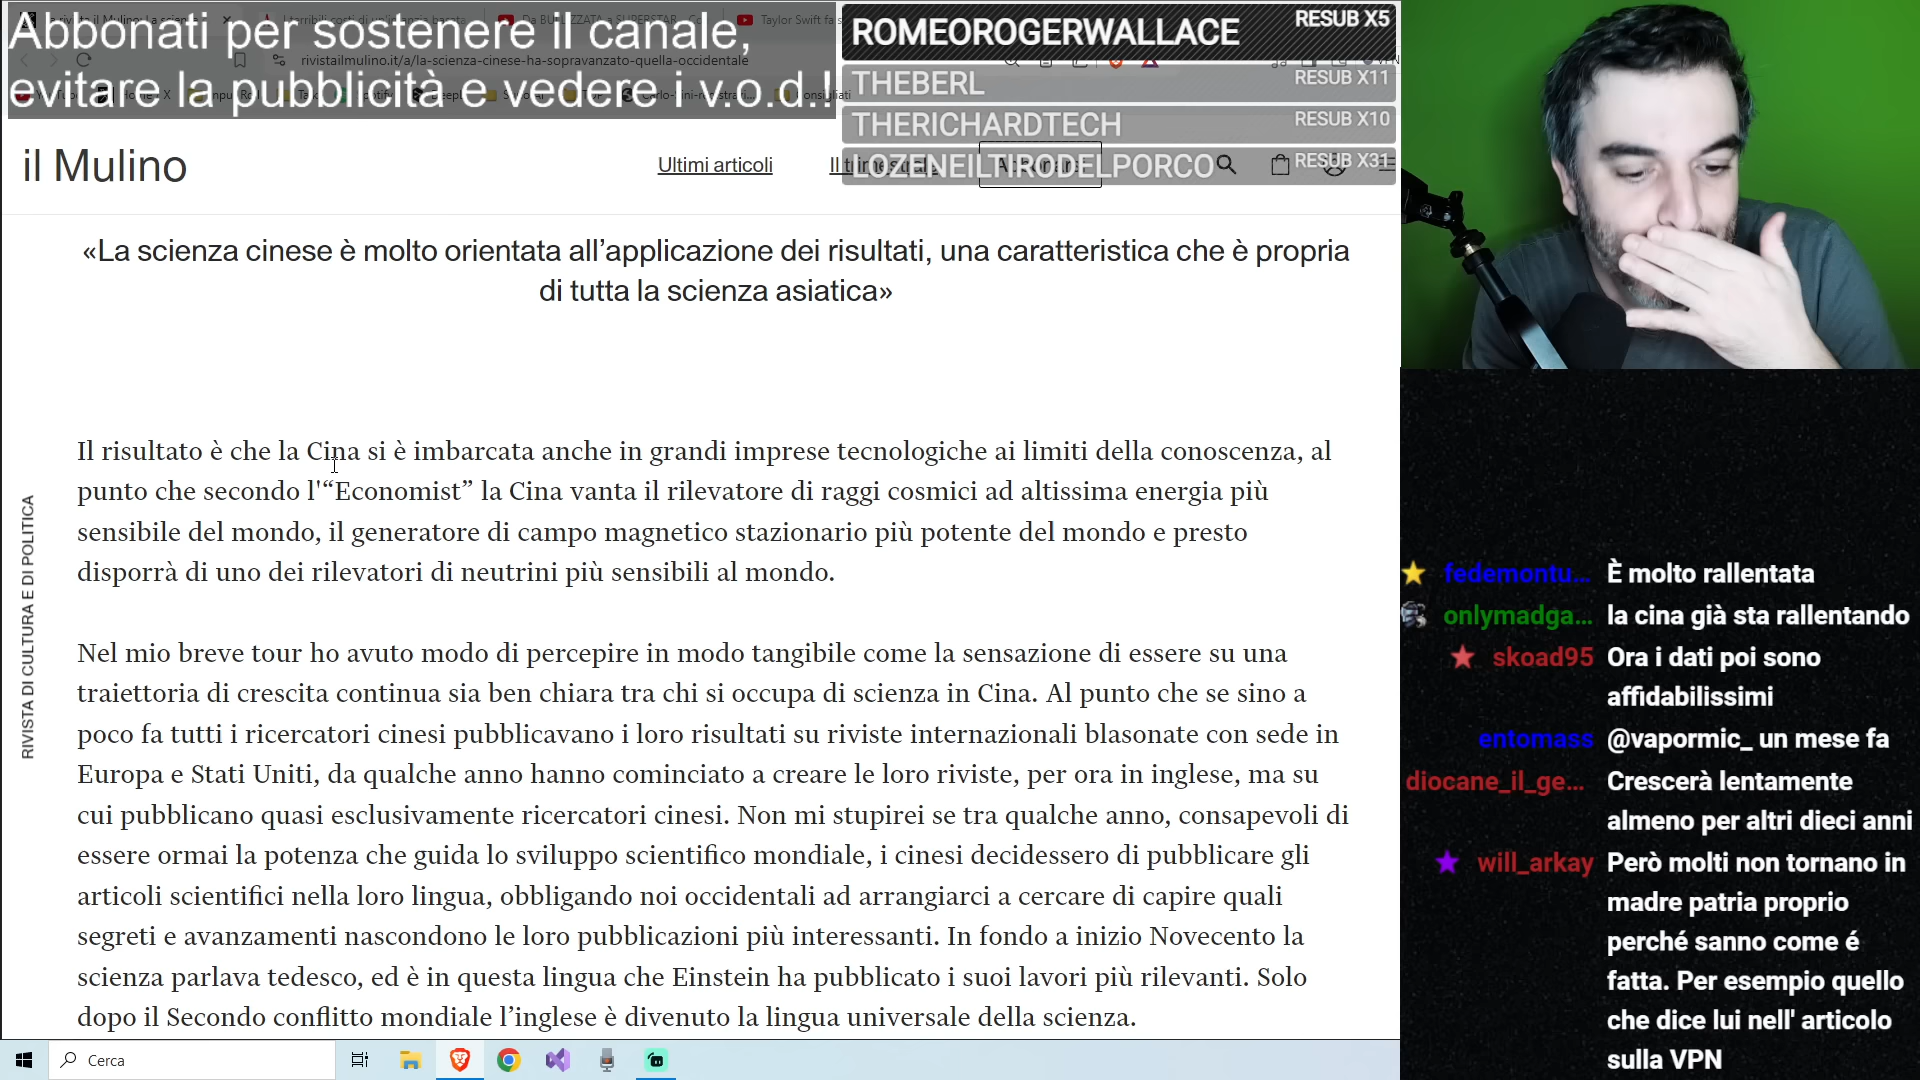 Abbonati per sostenere il canale,
evitare la pubblicità e vedere i v.o.d.!
rivistailmulino.it/a/la-scienza-cinese-ha-sopravanzato-quella-occidentale
ROMEOROGERWALLACE RESUB X5
THEBERL RESUB X11
THERICHARDTECH RESUB X10
LOZENEILTIRODELPORCO RESUB X31
il Mulino
Ultimi articoli
«La scienza cinese è molto orientata all’applicazione dei risultati, una caratteristica che è propria
di tutta la scienza asiatica»
RIVISTA DI CULTURA E DI POLITICA
Il risultato è che la Cina si è imbarcata anche in grandi imprese tecnologiche ai limiti della conoscenza, al
punto che secondo l'“Economist” la Cina vanta il rilevatore di raggi cosmici ad altissima energia più
sensibile del mondo, il generatore di campo magnetico stazionario più potente del mondo e presto
disporrà di uno dei rilevatori di neutrini più sensibili al mondo.
Nel mio breve tour ho avuto modo di percepire in modo tangibile come la sensazione di essere su una
traiettoria di crescita continua sia ben chiara tra chi si occupa di scienza in Cina. Al punto che se sino a
poco fa tutti i ricercatori cinesi pubblicavano i loro risultati su riviste internazionali blasonate con sede in
Europa e Stati Uniti, da qualche anno hanno cominciato a creare le loro riviste, per ora in inglese, ma su
cui pubblicano quasi esclusivamente ricercatori cinesi. Non mi stupirei se tra qualche anno, consapevoli di
essere ormai la potenza che guida lo sviluppo scientifico mondiale, i cinesi decidessero di pubblicare gli
articoli scientifici nella loro lingua, obbligando noi occidentali ad arrangiarci a cercare di capire quali
segreti e avanzamenti nascondono le loro pubblicazioni più interessanti. In fondo a inizio Novecento la
scienza parlava tedesco, ed è in questa lingua che Einstein ha pubblicato i suoi lavori più rilevanti. Solo
dopo il Secondo conflitto mondiale l’inglese è divenuto la lingua universale della scienza.
fedemontu... È molto rallentata
onlymadga... la cina già sta rallentando
skoad95 Ora i dati poi sono
affidabilissimi
entomass @vapormic_ un mese fa
diocane_il_ge... Crescerà lentamente
almeno per altri dieci anni
will_arkay Però molti non tornano in
madre patria proprio
perché sanno come é
fatta. Per esempio quello
che dice lui nell' articolo
sulla VPN
Cerca